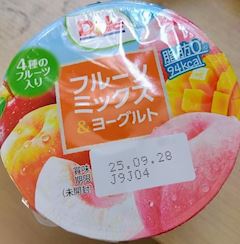 Dole
4種の
フルーツ
入り
脂肪0
94kcal
フルーツ
ミックス
&ヨーグルト
賞味
期限
(未開封)
25.09.28
J9J04